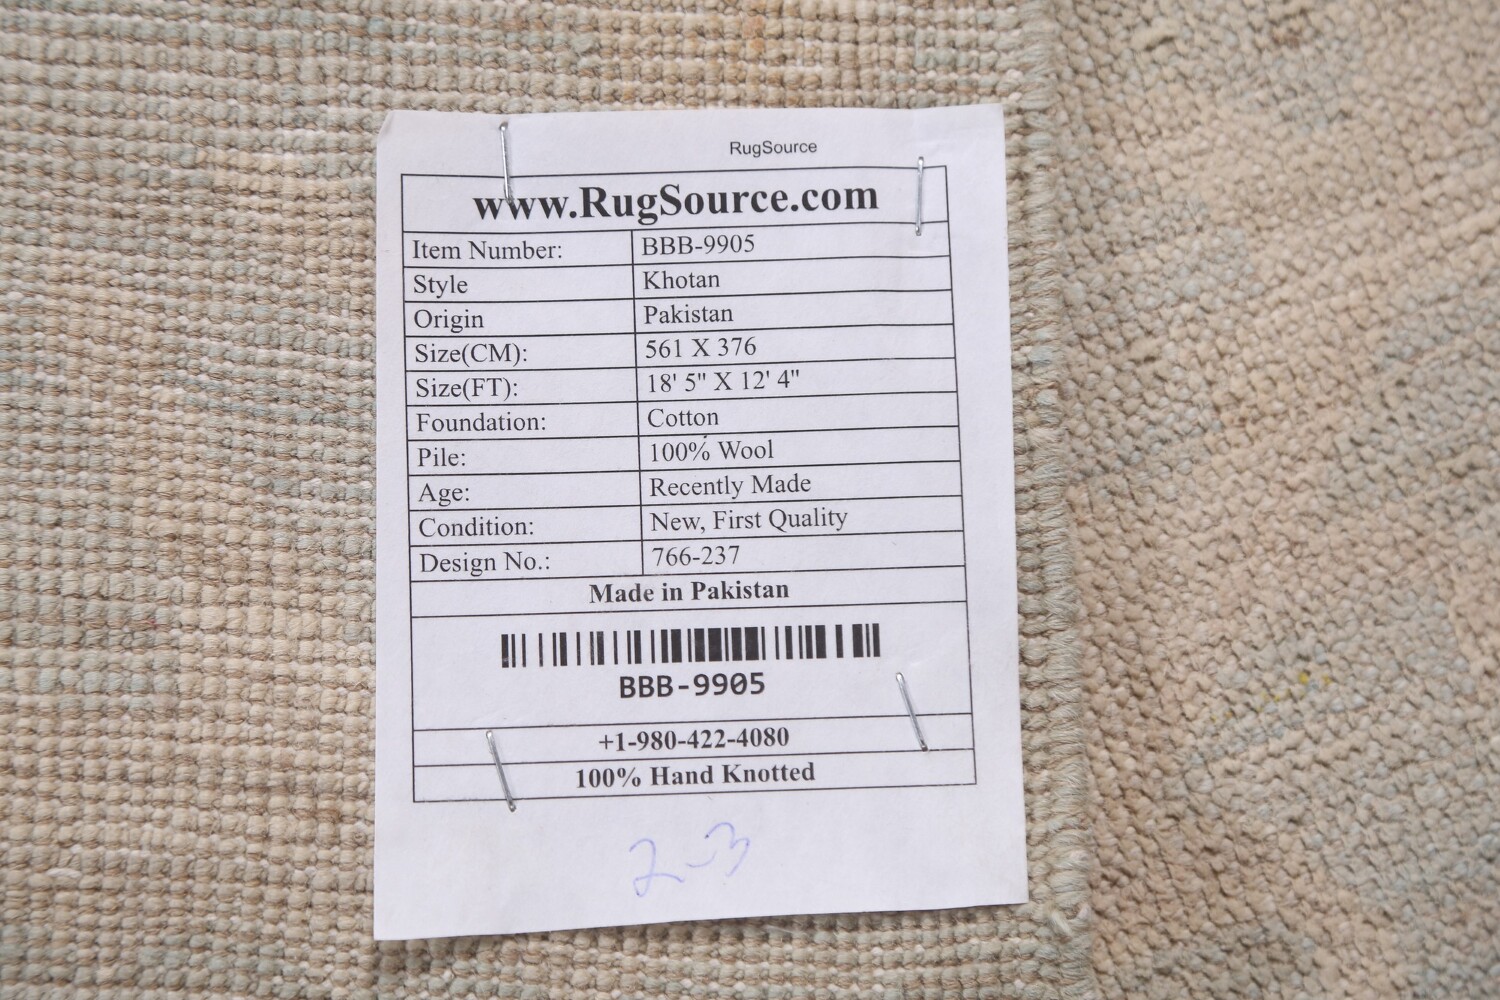 RugSource
www.RugSource.com
Item Number: BBB-9905
Style Khotan
Origin Pakistan
Size(CM): 561 X 376
Size(FT): 18' 5" X 12' 4"
Foundation: Cotton
Pile: 100% Wool
Age: Recently Made
Condition: New, First Quality
Design No.: 766-237
Made in Pakistan
BBB-9905
+1-980-422-4080
100% Hand Knotted
2-3